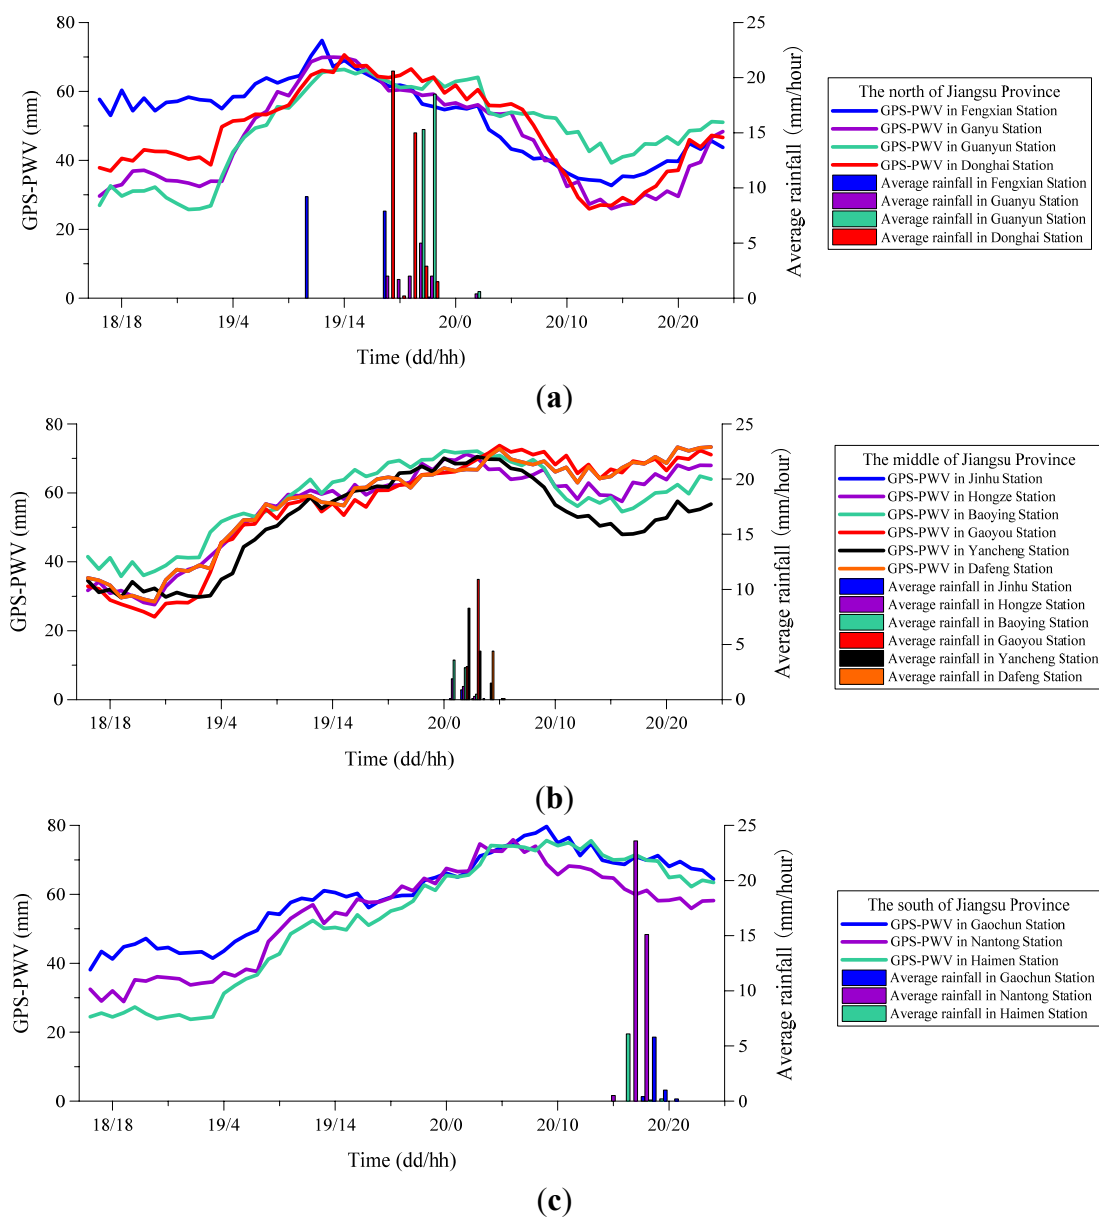 80
60
40
20
0
GPS-PWV (mm)
25
20
15
10
5
0
Average rainfall (mm/hour)
18/18 19/4 19/14 20/0 20/10 20/20
Time (dd/hh)
The north of Jiangsu Province
GPS-PWV in Fengxian Station
GPS-PWV in Ganyu Station
GPS-PWV in Guanyun Station
GPS-PWV in Donghai Station
Average rainfall in Fengxian Station
Average rainfall in Guanyu Station
Average rainfall in Guanyun Station
Average rainfall in Donghai Station
(a)
80
60
40
20
0
GPS-PWV (mm)
25
20
15
10
5
0
Average rainfall (mm/hour)
18/18 19/4 19/14 20/0 20/10 20/20
Time (dd/hh)
The middle of Jiangsu Province
GPS-PWV in Jinhu Station
GPS-PWV in Hongze Station
GPS-PWV in Baoying Station
GPS-PWV in Gaoyou Station
GPS-PWV in Yancheng Station
GPS-PWV in Dafeng Station
Average rainfall in Jinhu Station
Average rainfall in Hongze Station
Average rainfall in Baoying Station
Average rainfall in Gaoyou Station
Average rainfall in Yancheng Station
Average rainfall in Dafeng Station
(b)
80
60
40
20
0
GPS-PWV (mm)
25
20
15
10
5
0
Average rainfall (mm/hour)
18/18 19/4 19/14 20/0 20/10 20/20
Time (dd/hh)
The south of Jiangsu Province
GPS-PWV in Gaochun Station
GPS-PWV in Nantong Station
GPS-PWV in Haimen Station
Average rainfall in Gaochun Station
Average rainfall in Nantong Station
Average rainfall in Haimen Station
(c)